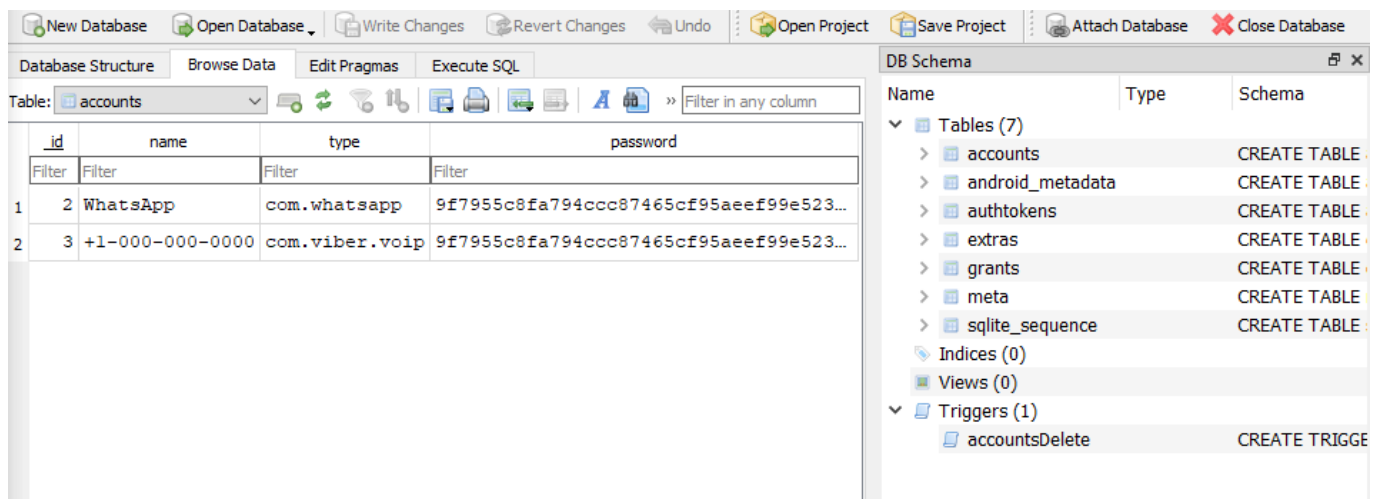 New Database Open Database Write Changes Revert Changes Undo Open Project Save Project Attach Database Close Database
Database Structure Browse Data Edit Pragmas Execute SQL
Table: accounts » Filter in any column
_id name type password
Filter Filter Filter Filter
1 2 WhatsApp com.whatsapp 9f7955c8fa794ccc87465cf95aeef99e523…
2 3 +1-000-000-0000 com.viber.voip 9f7955c8fa794ccc87465cf95aeef99e523…
DB Schema
Name Type Schema
Tables (7)
accounts CREATE TABLE
android_metadata CREATE TABLE
authtokens CREATE TABLE
extras CREATE TABLE
grants CREATE TABLE
meta CREATE TABLE
sqlite_sequence CREATE TABLE
Indices (0)
Views (0)
Triggers (1)
accountsDelete CREATE TRIGGE